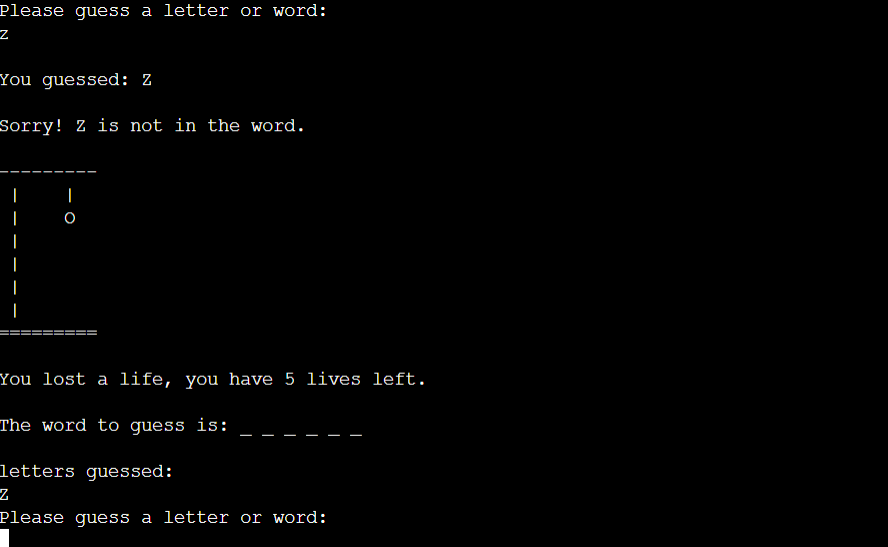 Please guess a letter or word:
z
You guessed: Z
Sorry! Z is not in the word.
---------
 |    |
 |    O
 |
 |
 |
 |
=========
You lost a life, you have 5 lives left.
The word to guess is: _ _ _ _ _ _
letters guessed:
Z
Please guess a letter or word: